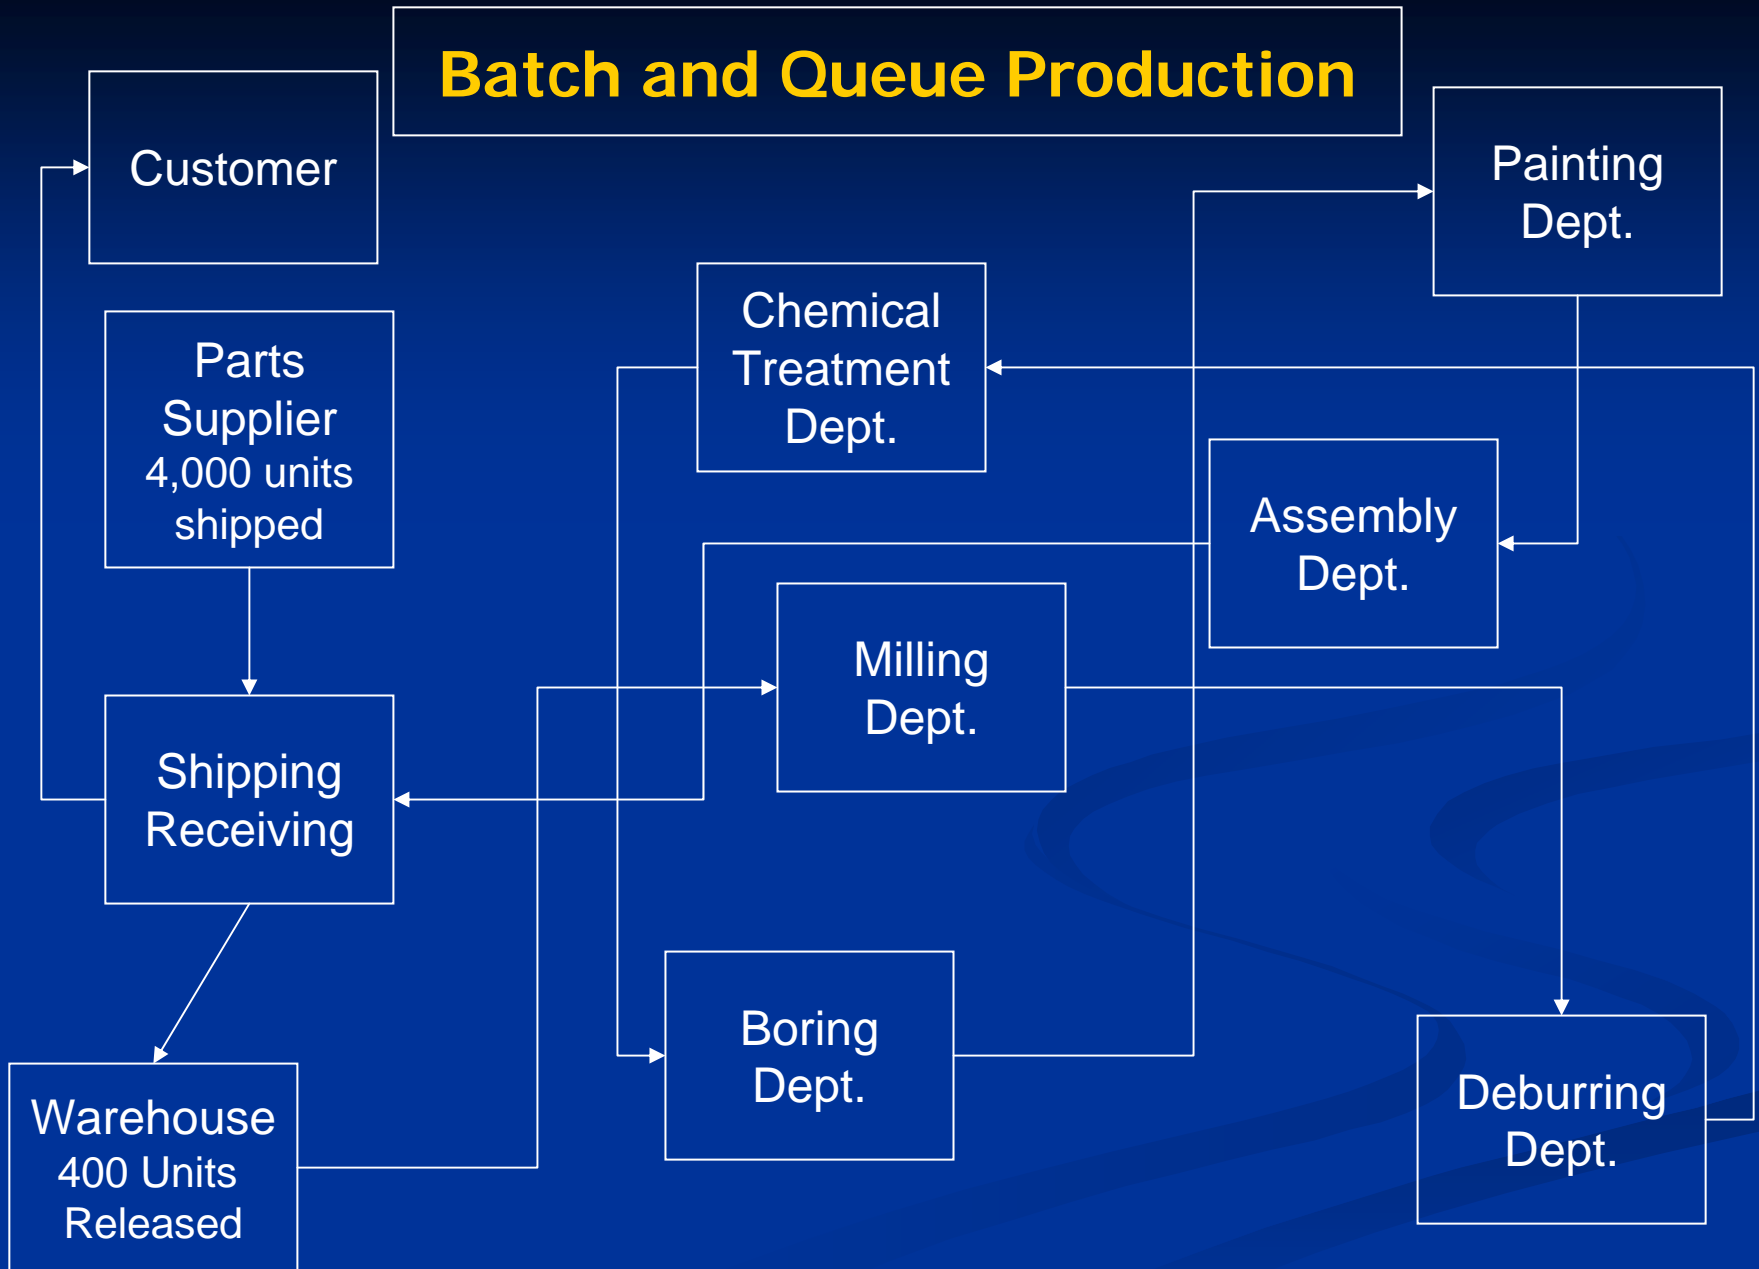 Batch and Queue Production
Customer
Painting
Dept.
Chemical
Treatment
Dept.
Parts
Supplier
4,000 units
shipped
Assembly
Dept.
Milling
Dept.
Shipping
Receiving
Boring
Dept.
Deburring
Dept.
Warehouse
400 Units
Released